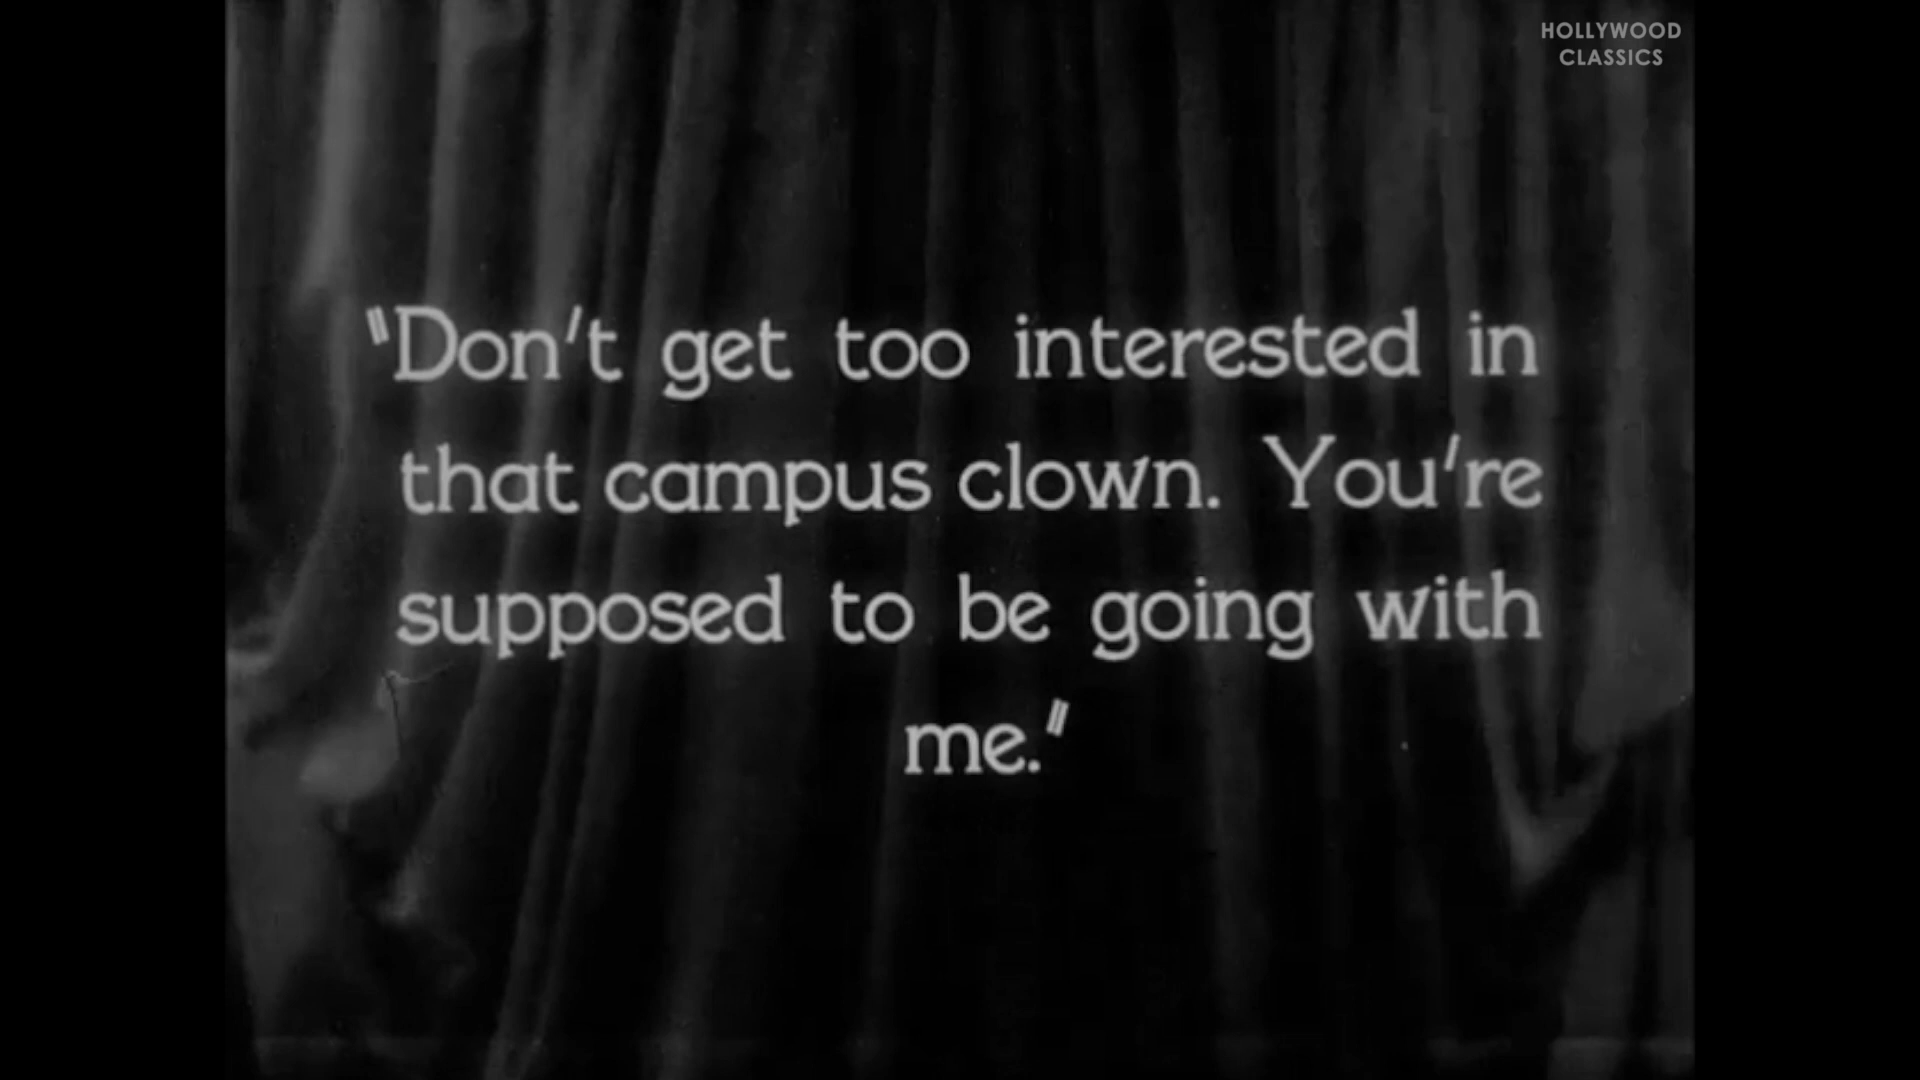 HOLLYWOOD
CLASSICS
"Don't get too interested in
that campus clown. You're
supposed to be going with
me."